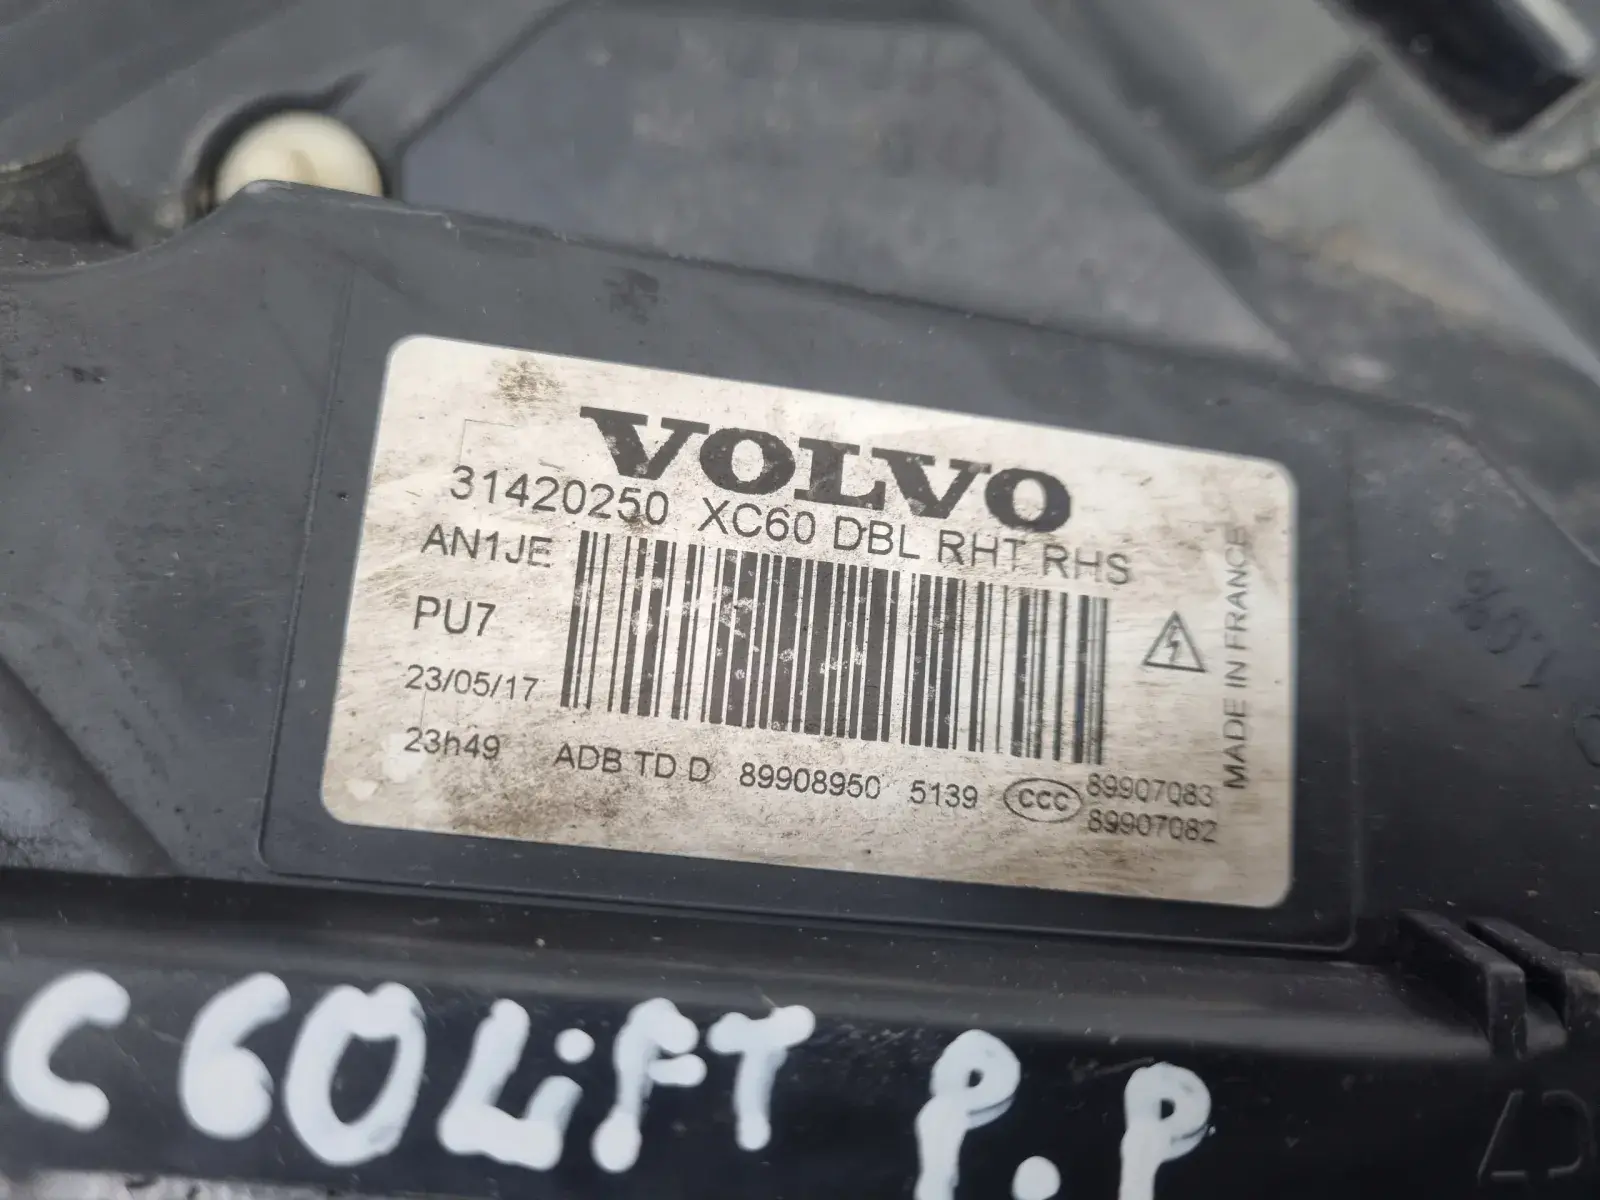 VOLVO
31420250 XC60 DBL RHT RHS
AN1JE
PU7
23/05/17
23h49 ADB TD D 89908950 5139 CCC 89907083
89907082
MADE IN FRANCE
C60 LiFT P.P